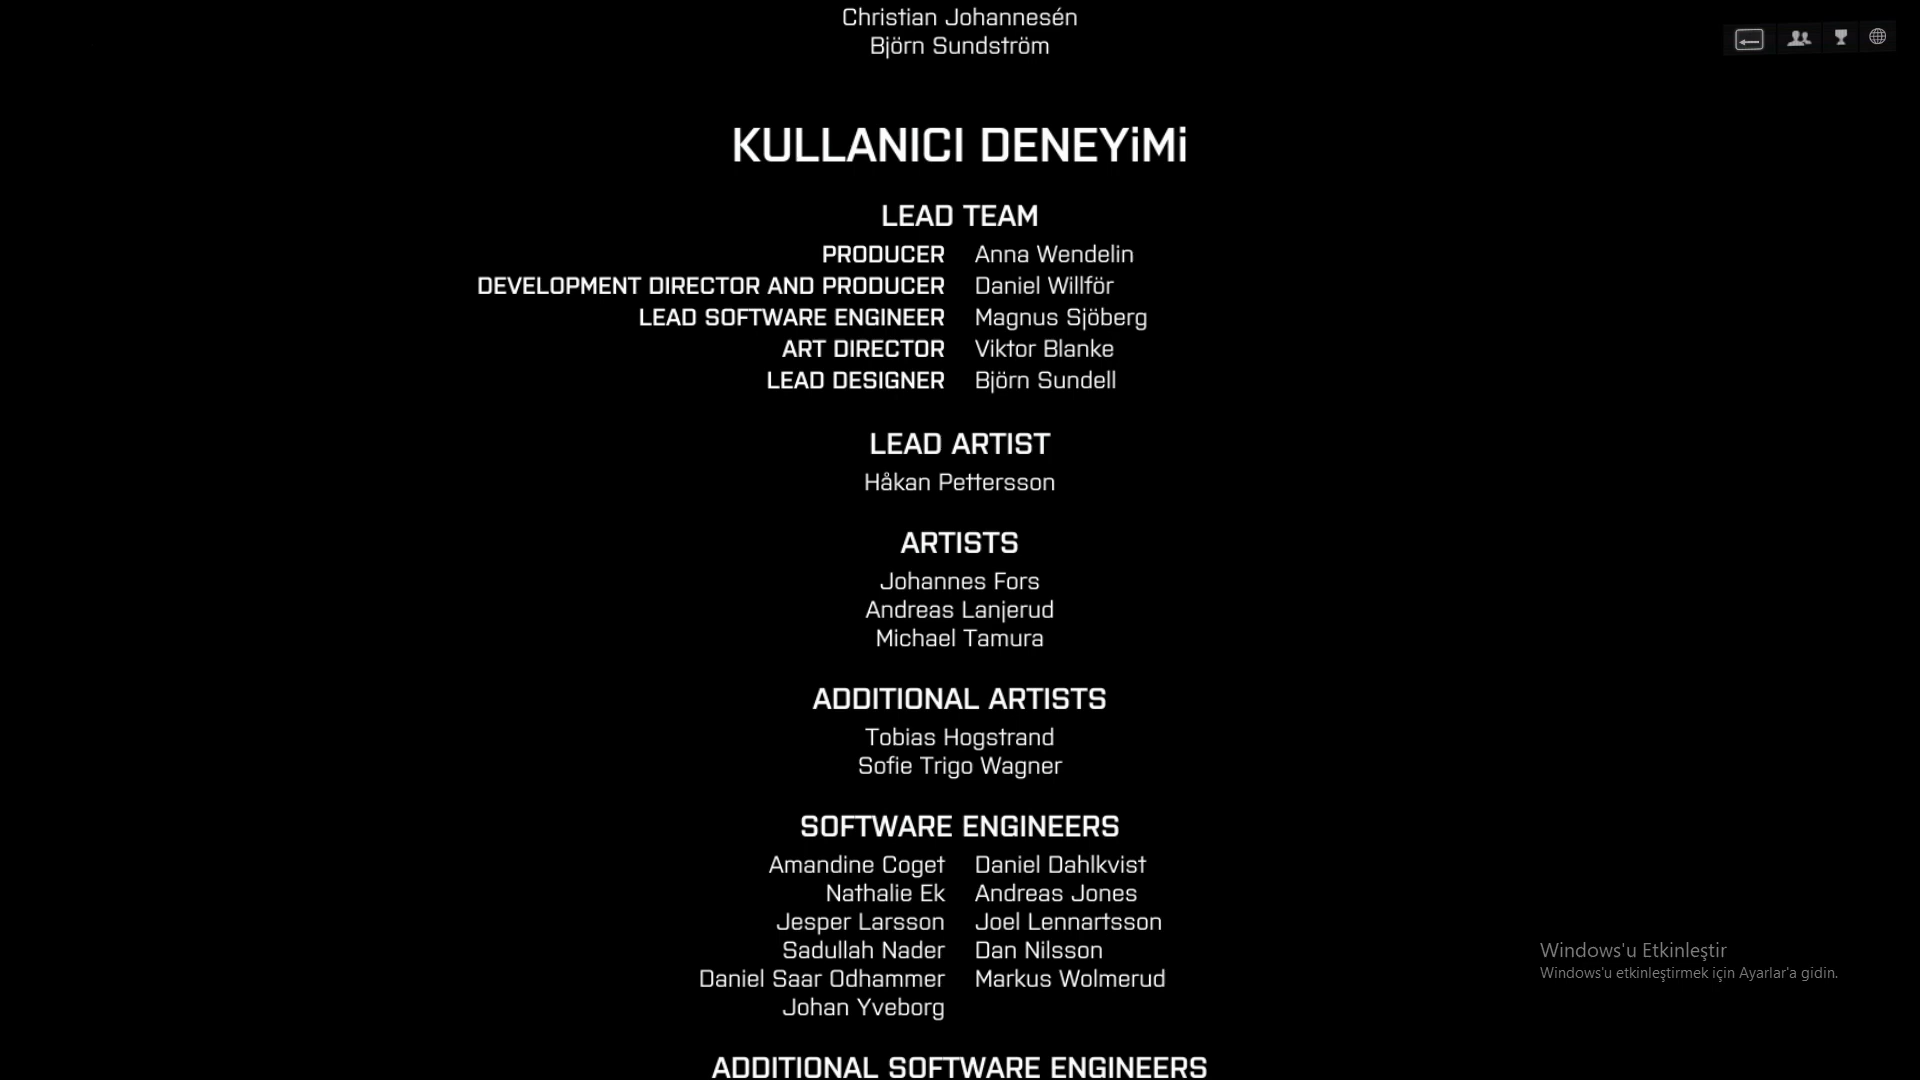 Christian Johannesén
Björn Sundström
KULLANICI DENEYiMi
LEAD TEAM
PRODUCER Anna Wendelin
DEVELOPMENT DIRECTOR AND PRODUCER Daniel Willför
LEAD SOFTWARE ENGINEER Magnus Sjöberg
ART DIRECTOR Viktor Blanke
LEAD DESIGNER Björn Sundell
LEAD ARTIST
Håkan Pettersson
ARTISTS
Johannes Fors
Andreas Lanjerud
Michael Tamura
ADDITIONAL ARTISTS
Tobias Hogstrand
Sofie Trigo Wagner
SOFTWARE ENGINEERS
Amandine Coget Daniel Dahlkvist
Nathalie Ek Andreas Jones
Jesper Larsson Joel Lennartsson
Sadullah Nader Dan Nilsson
Daniel Saar Odhammer Markus Wolmerud
Johan Yveborg
ADDITIONAL SOFTWARE ENGINEERS
Windows'u Etkinleştir
Windows'u etkinleştirmek için Ayarlar'a gidin.